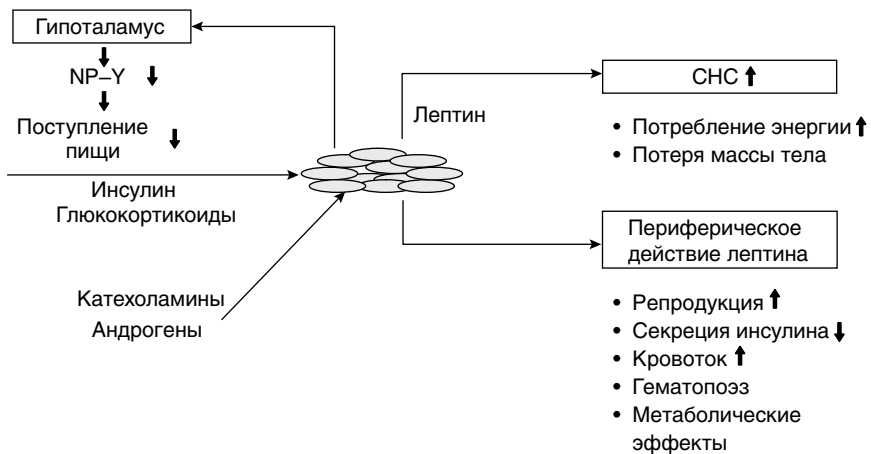 Гипоталамус
NP–Y
Поступление
пищи
Инсулин
Глюкокортикоиды
Катехоламины
Андрогены
Лептин
СНС
• Потребление энергии
• Потеря массы тела
Периферическое
действие лептина
• Репродукция
• Секреция инсулина
• Кровоток
• Гематопоэз
• Метаболические
эффекты